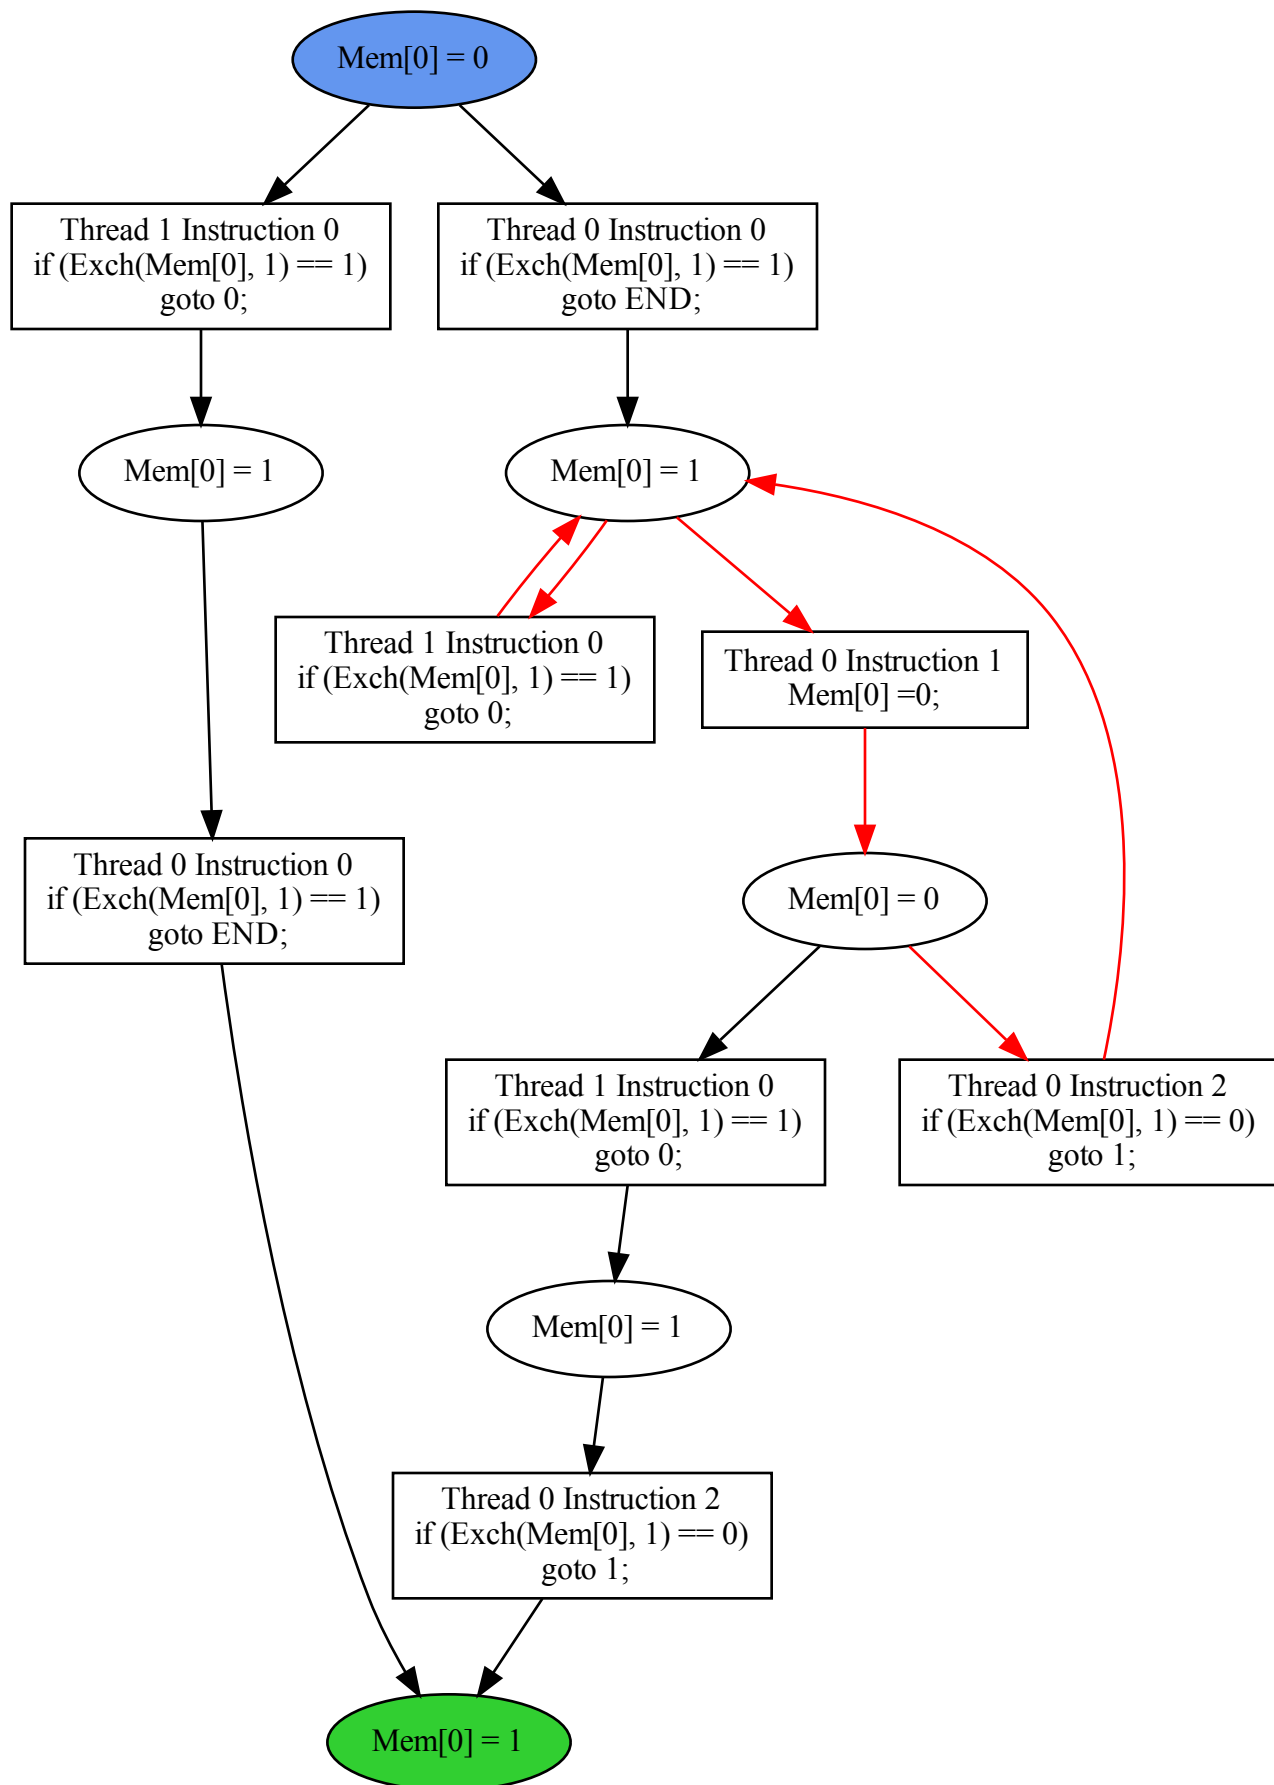 Mem[0] = 0
Thread 1 Instruction 0
if (Exch(Mem[0], 1) == 1)
goto 0;
Thread 0 Instruction 0
if (Exch(Mem[0], 1) == 1)
goto END;
Mem[0] = 1
Mem[0] = 1
Thread 1 Instruction 0
if (Exch(Mem[0], 1) == 1)
goto 0;
Thread 0 Instruction 1
Mem[0] =0;
Thread 0 Instruction 0
if (Exch(Mem[0], 1) == 1)
goto END;
Mem[0] = 0
Thread 1 Instruction 0
if (Exch(Mem[0], 1) == 1)
goto 0;
Thread 0 Instruction 2
if (Exch(Mem[0], 1) == 0)
goto 1;
Mem[0] = 1
Thread 0 Instruction 2
if (Exch(Mem[0], 1) == 0)
goto 1;
Mem[0] = 1